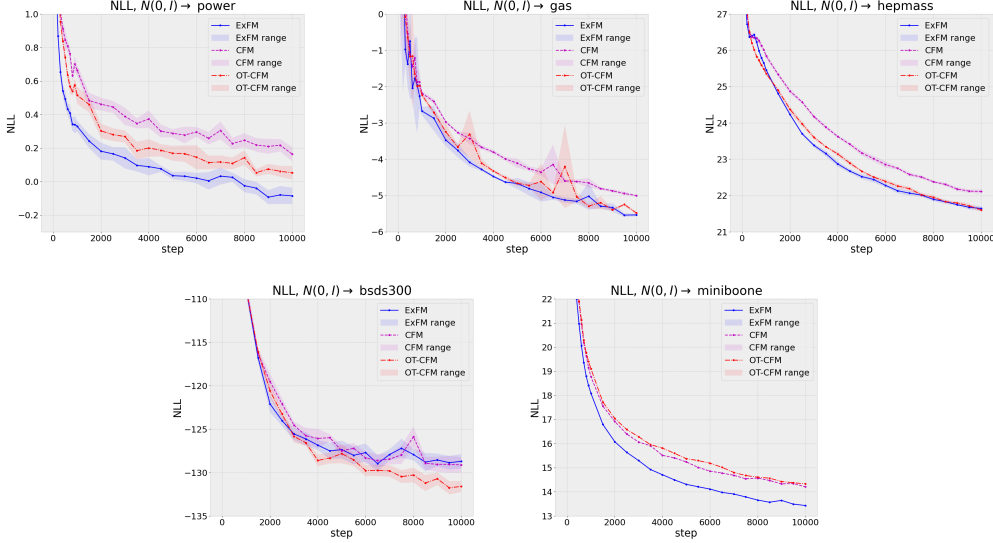 NLL, N(0, I) → power
NLL
1.0
0.8
0.6
0.4
0.2
0.0
−0.2
ExFM
ExFM range
CFM
CFM range
OT-CFM
OT-CFM range
0 2000 4000 6000 8000 10000
step
NLL, N(0, I) → gas
NLL
0
−1
−2
−3
−4
−5
−6
ExFM
ExFM range
CFM
CFM range
OT-CFM
OT-CFM range
0 2000 4000 6000 8000 10000
step
NLL, N(0, I) → hepmass
NLL
27
26
25
24
23
22
21
ExFM
ExFM range
CFM
CFM range
OT-CFM
OT-CFM range
0 2000 4000 6000 8000 10000
step
NLL, N(0, I) → bsds300
NLL
−110
−115
−120
−125
−130
−135
ExFM
ExFM range
CFM
CFM range
OT-CFM
OT-CFM range
0 2000 4000 6000 8000 10000
step
NLL, N(0, I) → miniboone
NLL
22
21
20
19
18
17
16
15
14
13
ExFM
ExFM range
CFM
CFM range
OT-CFM
OT-CFM range
0 2000 4000 6000 8000 10000
step